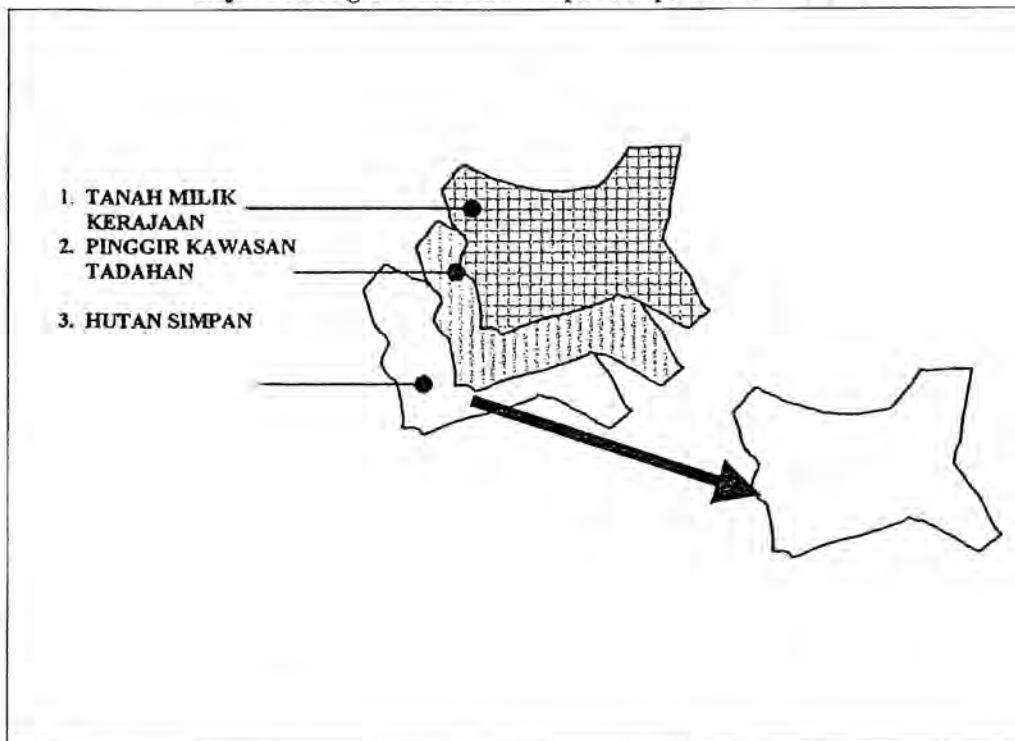 1. TANAH MILIK
KERAJAAN
2. PINGGIR KAWASAN
TADAHAN
3. HUTAN SIMPAN